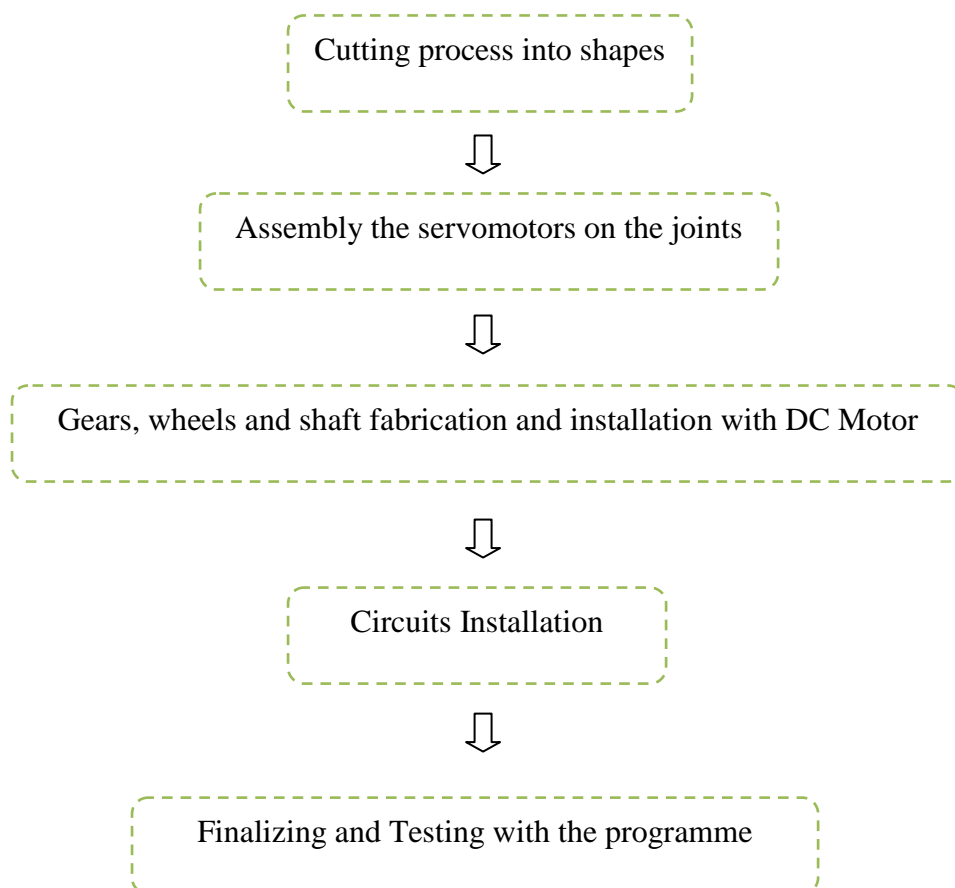 Cutting process into shapes
Assembly the servomotors on the joints
Gears, wheels and shaft fabrication and installation with DC Motor
Circuits Installation
Finalizing and Testing with the programme